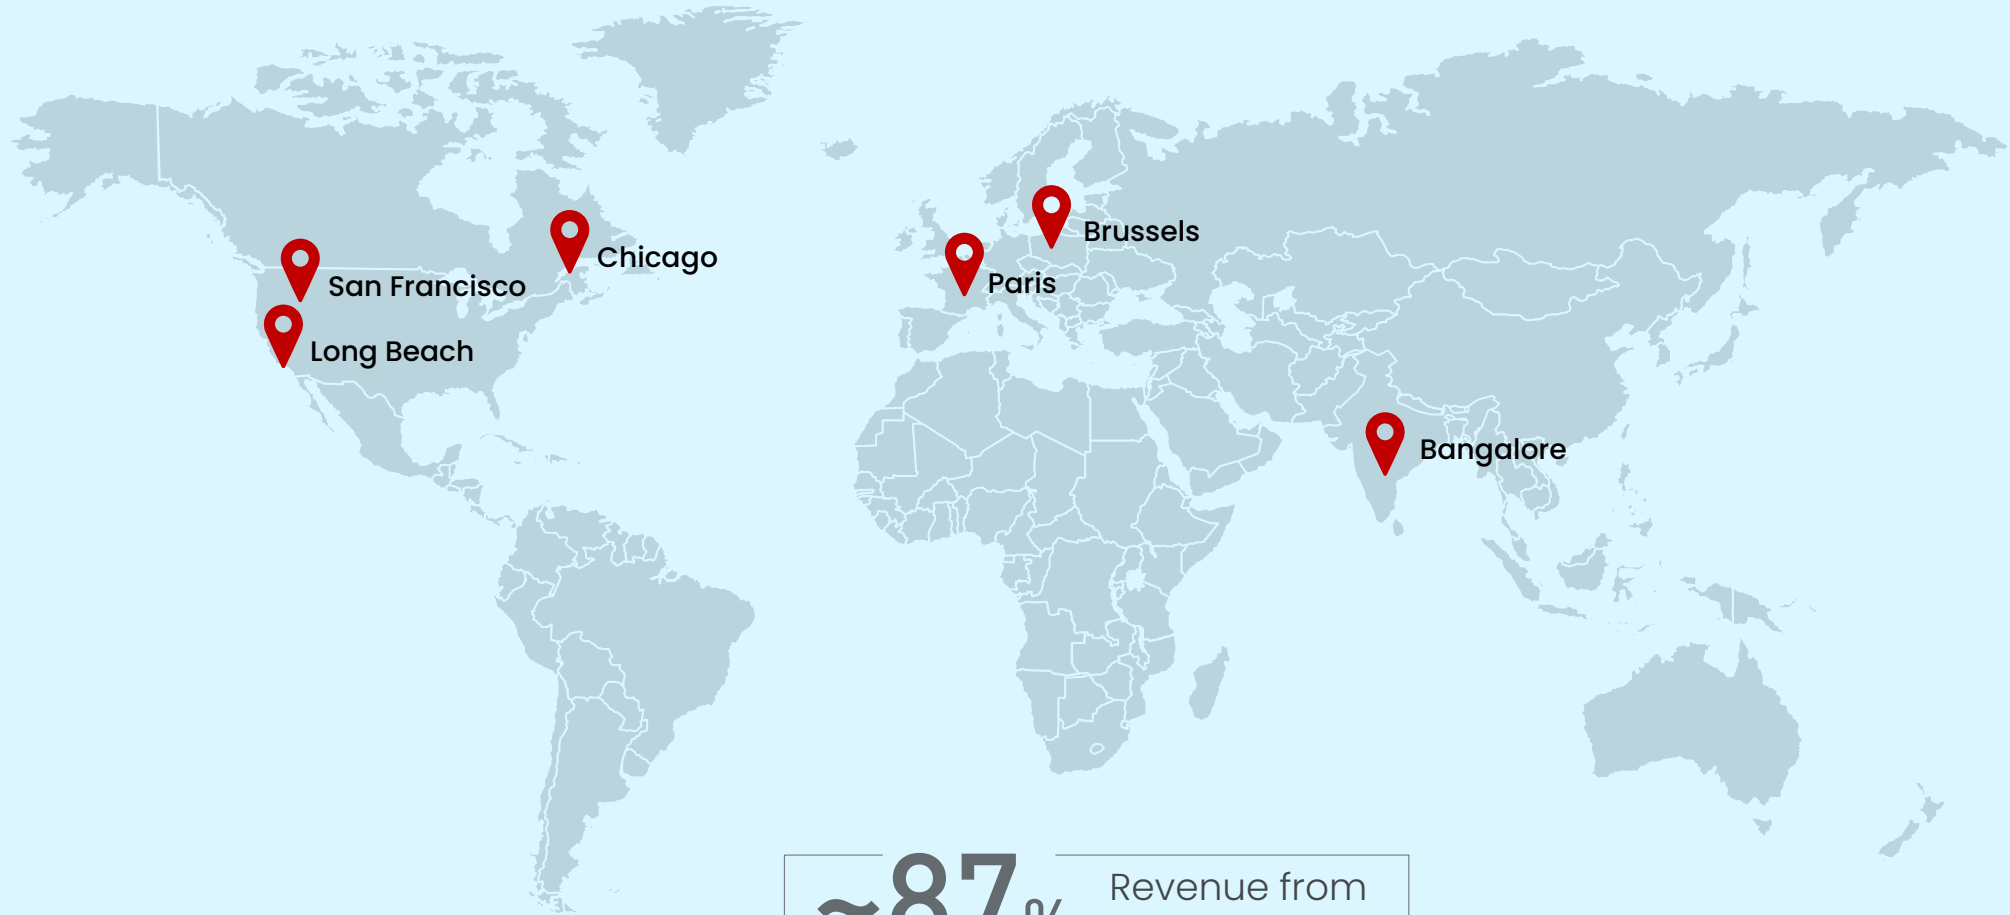 Brussels
Chicago
Paris
San Francisco
Long Beach
Bangalore
≈87%
Revenue from